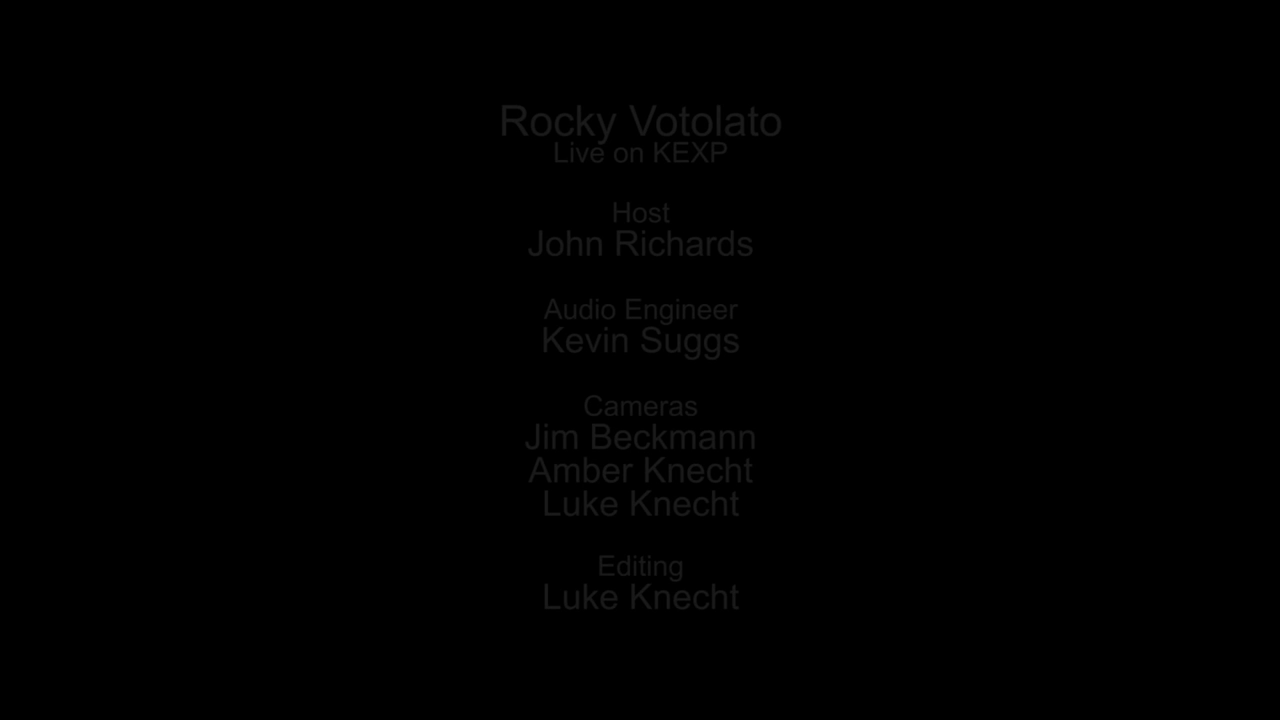 Rocky Votolato
Live on KEXP
Host
John Richards
Audio Engineer
Kevin Suggs
Cameras
Jim Beckmann
Amber Knecht
Luke Knecht
Editing
Luke Knecht